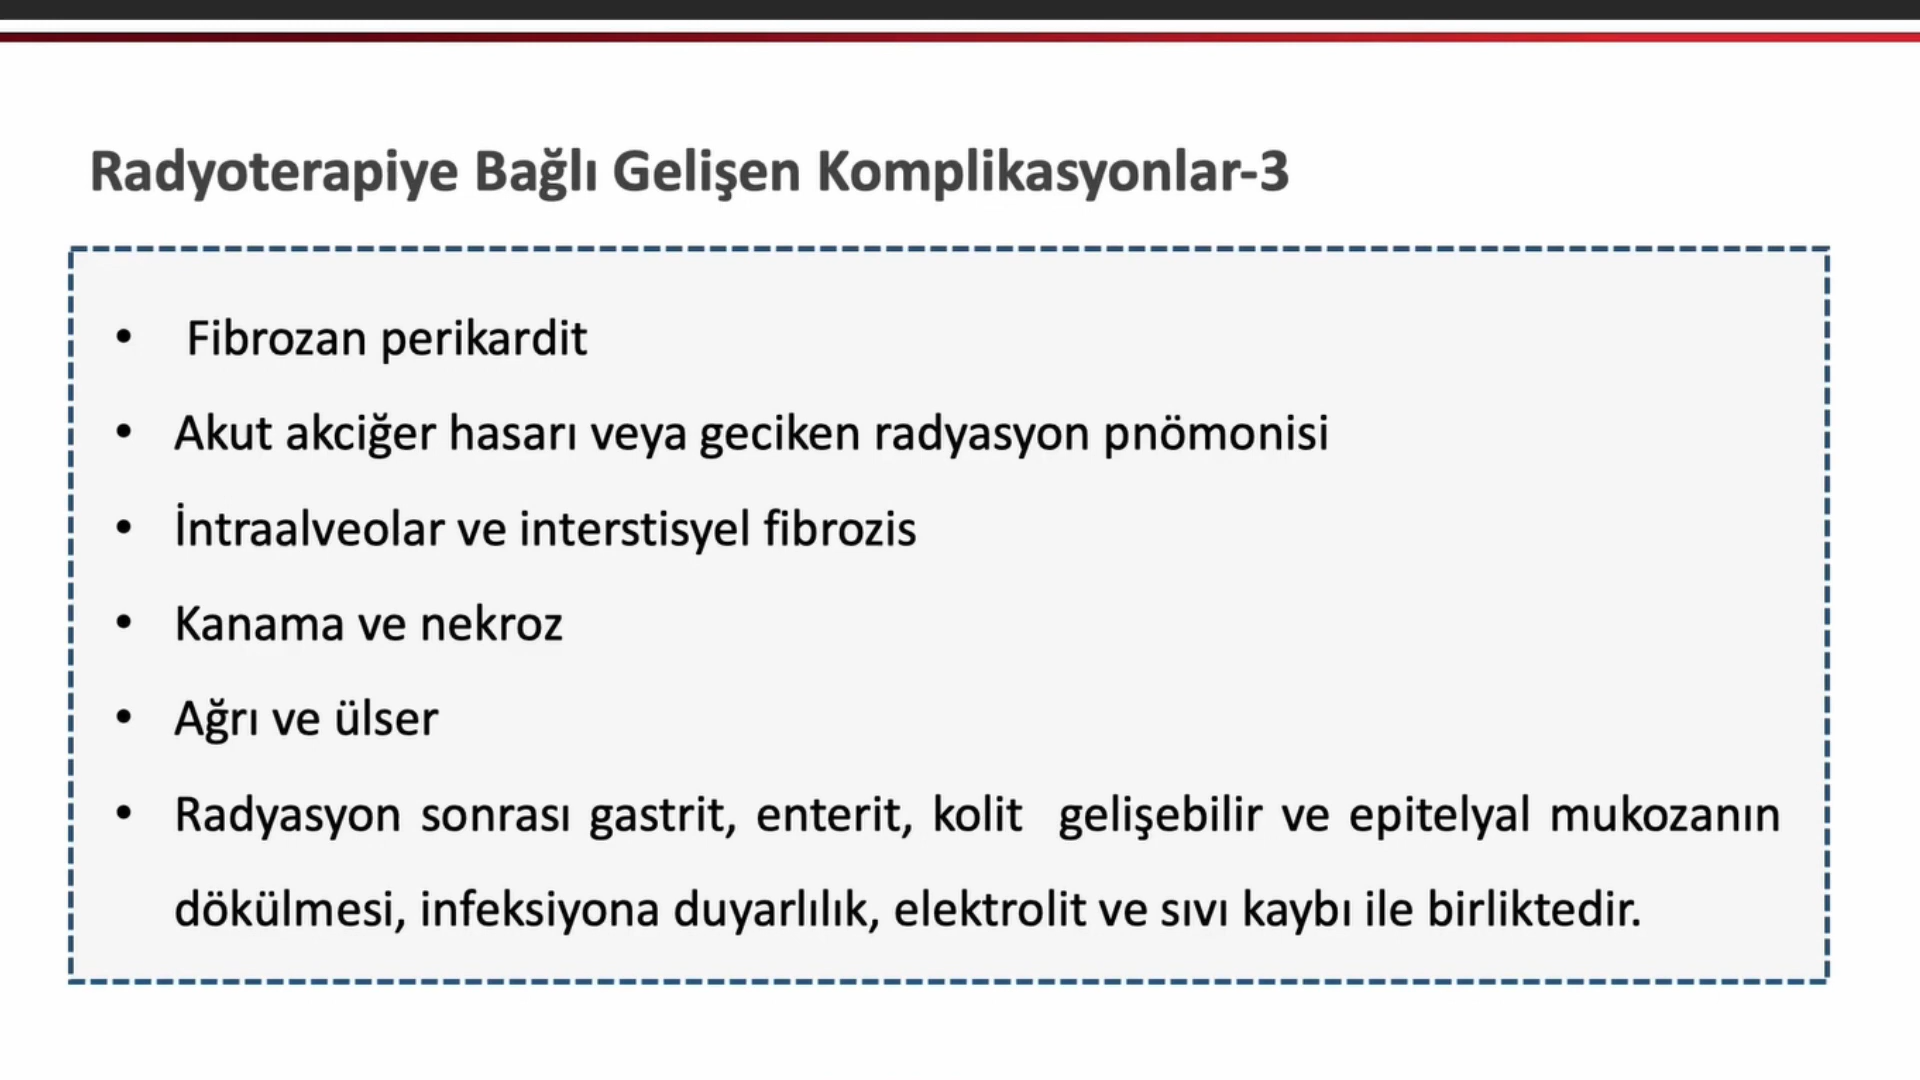 Radyoterapiye Bağlı Gelişen Komplikasyonlar-3
• Fibrozan perikardit
• Akut akciğer hasarı veya geciken radyasyon pnömonisi
• İntraalveolar ve interstisyel fibrozis
• Kanama ve nekroz
• Ağrı ve ülser
• Radyasyon sonrası gastrit, enterit, kolit gelişebilir ve epitelyal mukozanın
dökülmesi, infeksiyona duyarlılık, elektrolit ve sıvı kaybı ile birliktedir.